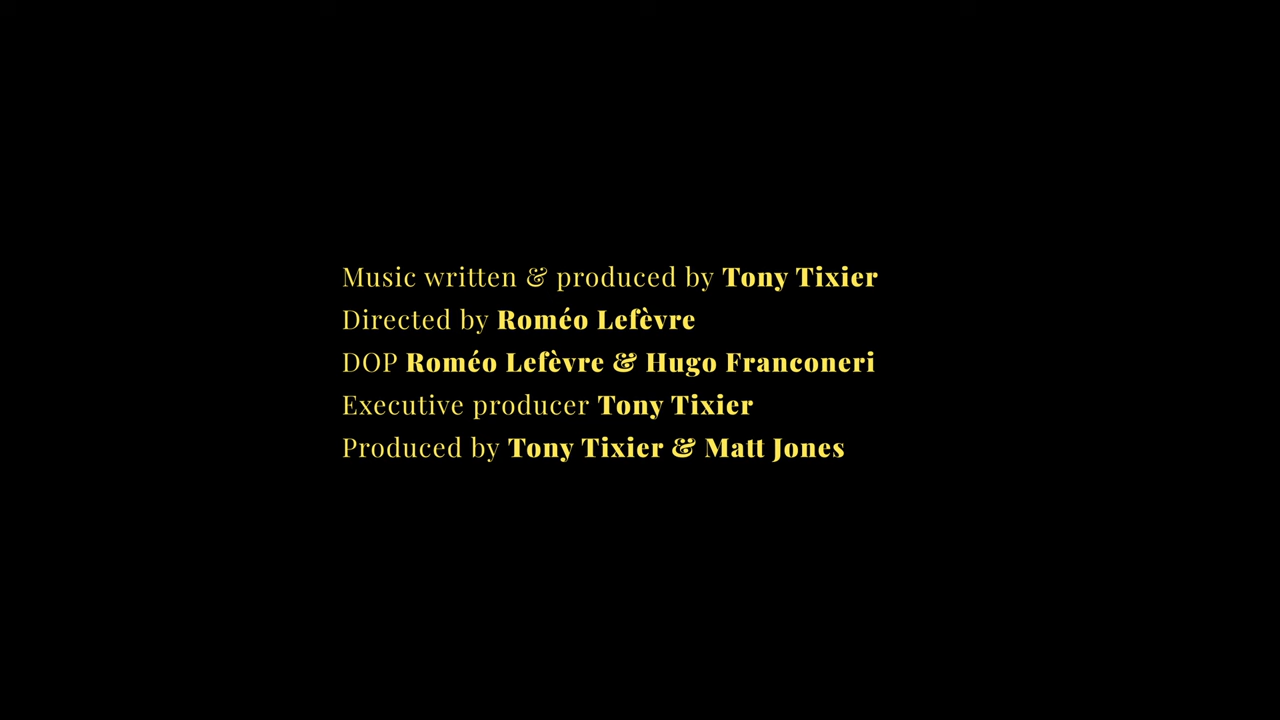 Music written & produced by Tony Tixier
Directed by Roméo Lefèvre
DOP Roméo Lefèvre & Hugo Franconeri
Executive producer Tony Tixier
Produced by Tony Tixier & Matt Jones